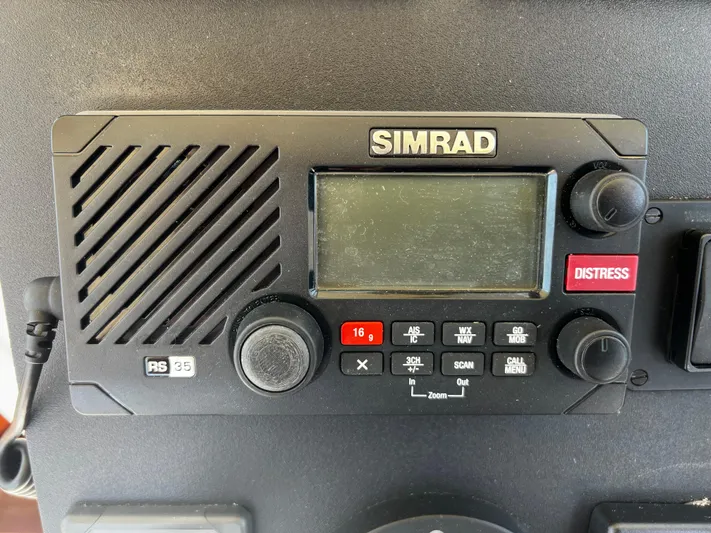 SIMRAD
VOL
DISTRESS
16 9
AIS
IC
WX
NAV
GO
MOB
X
3CH
+/-
SCAN
CALL
MENU
RS 35
In Out
Zoom